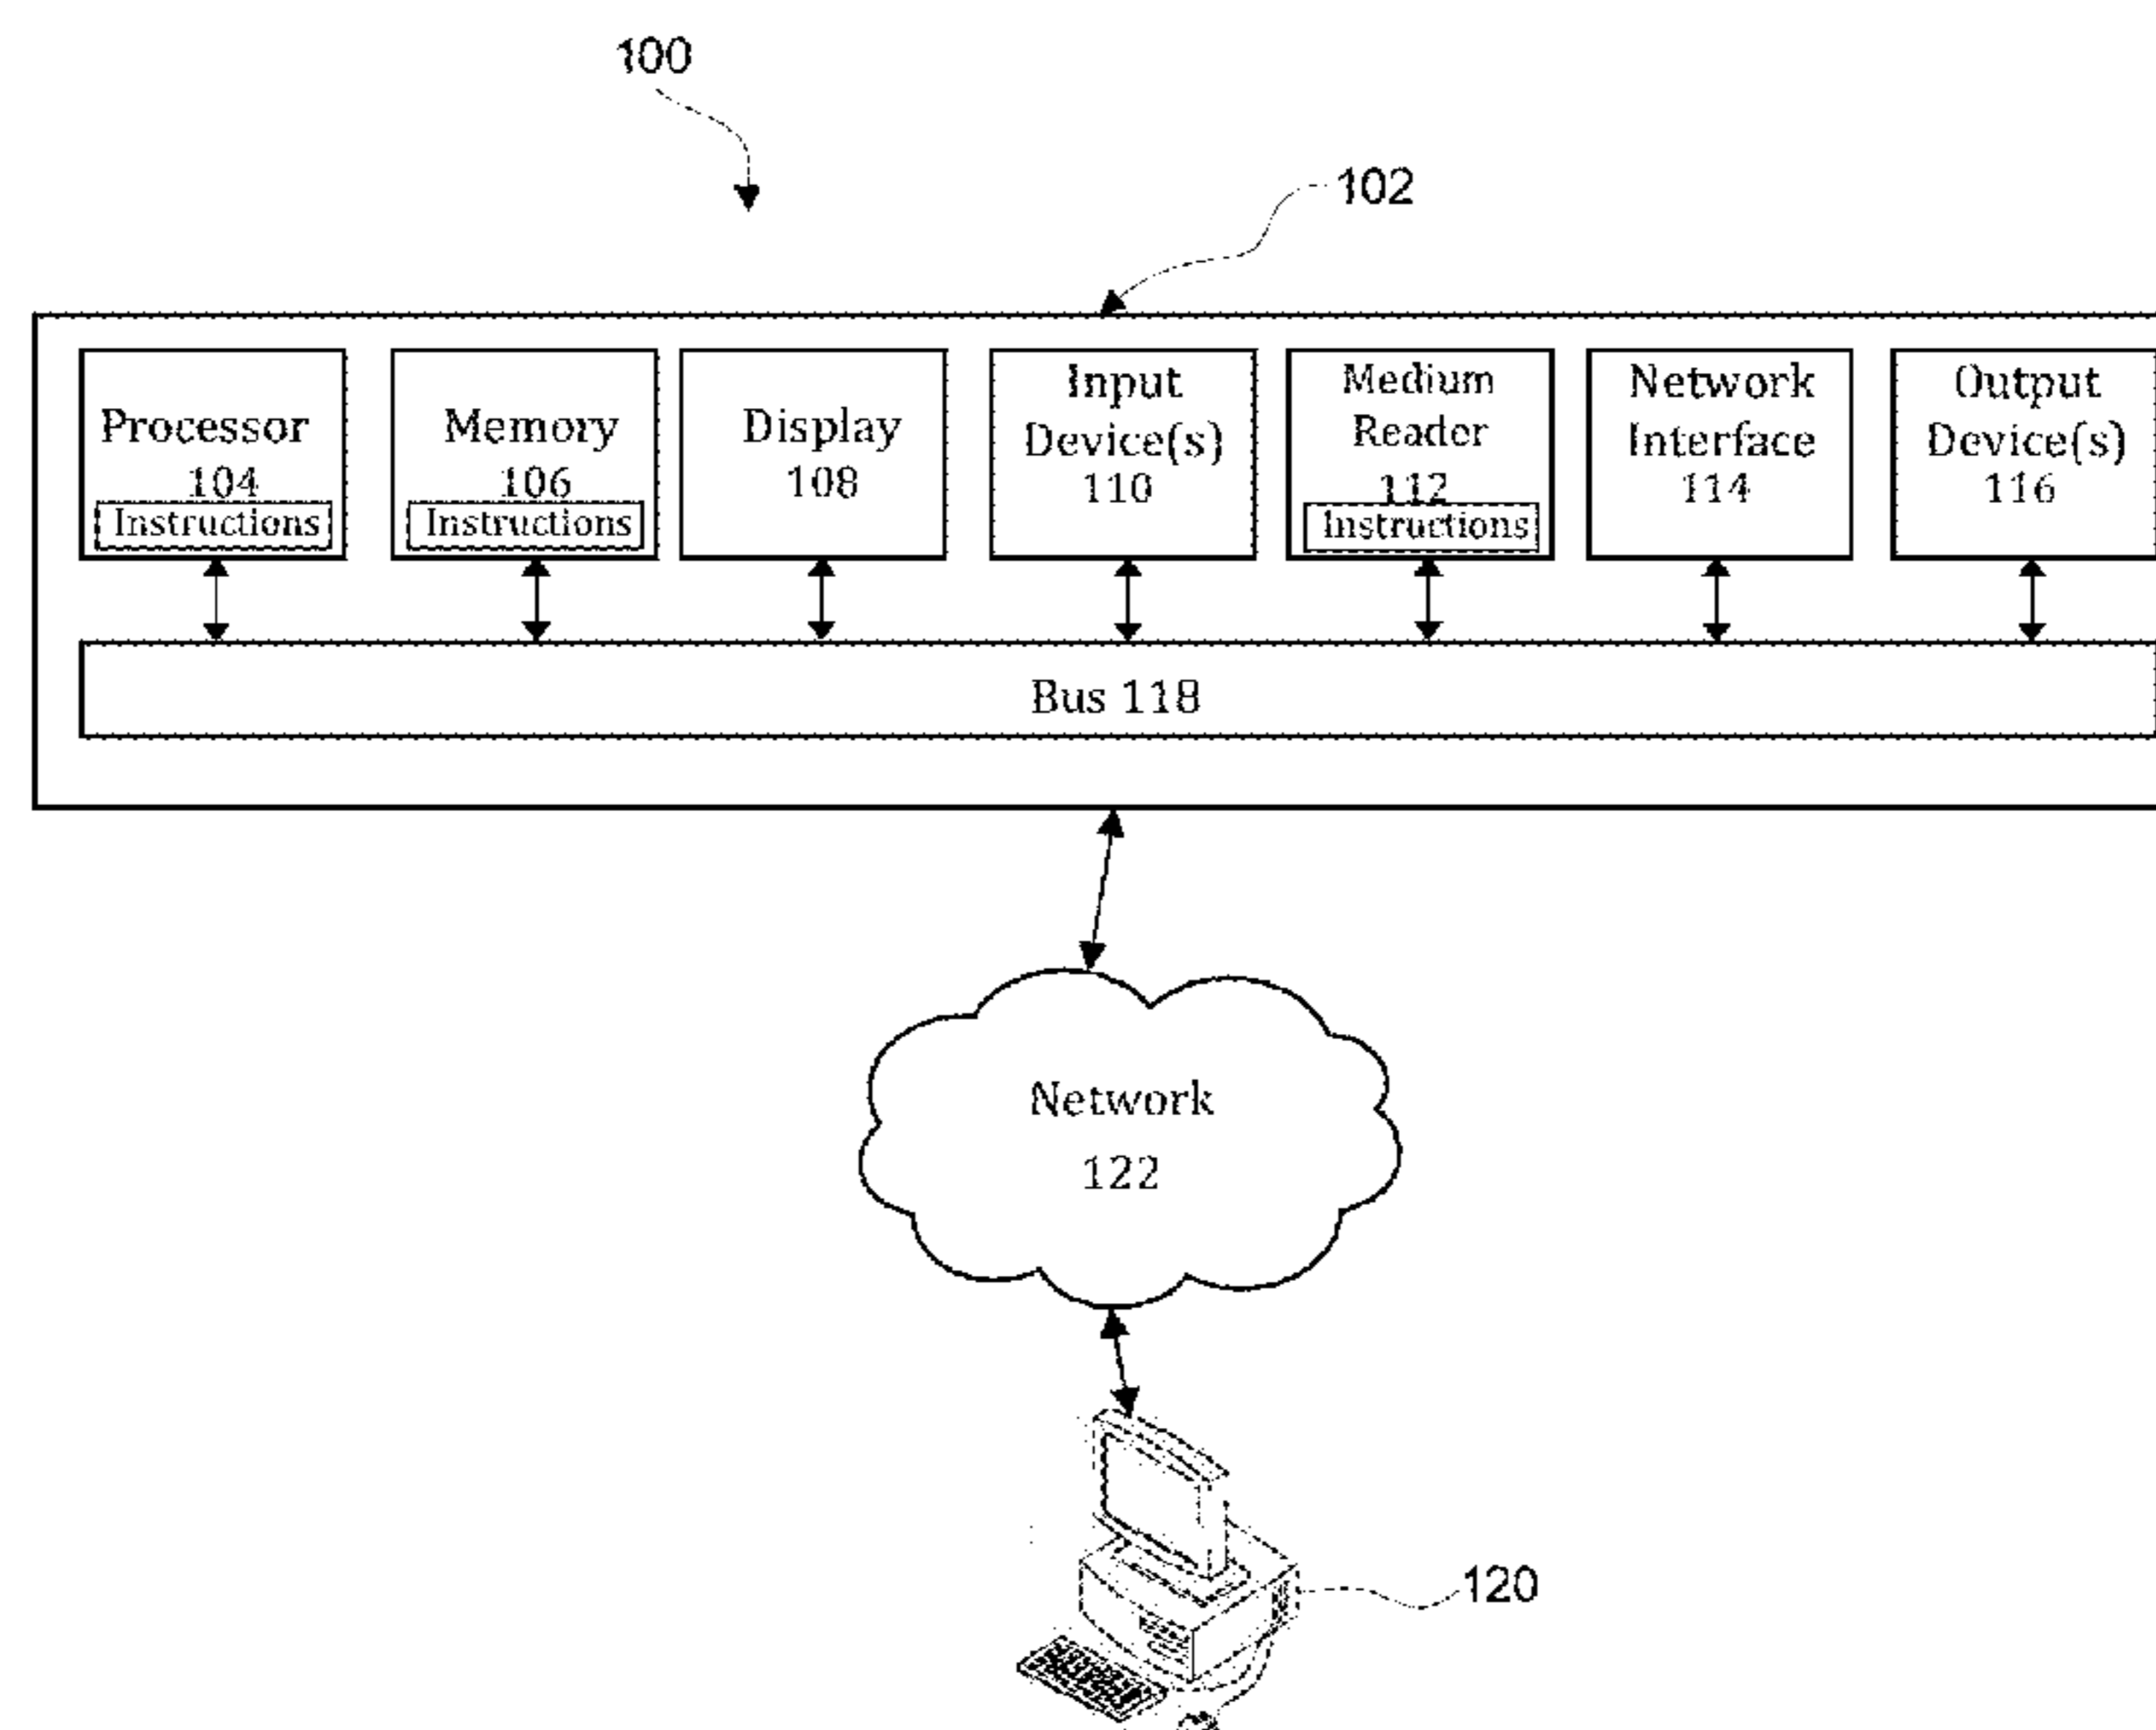 100
102
Processor
104
Instructions
Memory
106
Instructions
Display
108
Input
Device(s)
110
Medium
Reader
112
Instructions
Network
Interface
114
Output
Device(s)
116
Bus 118
Network
122
120